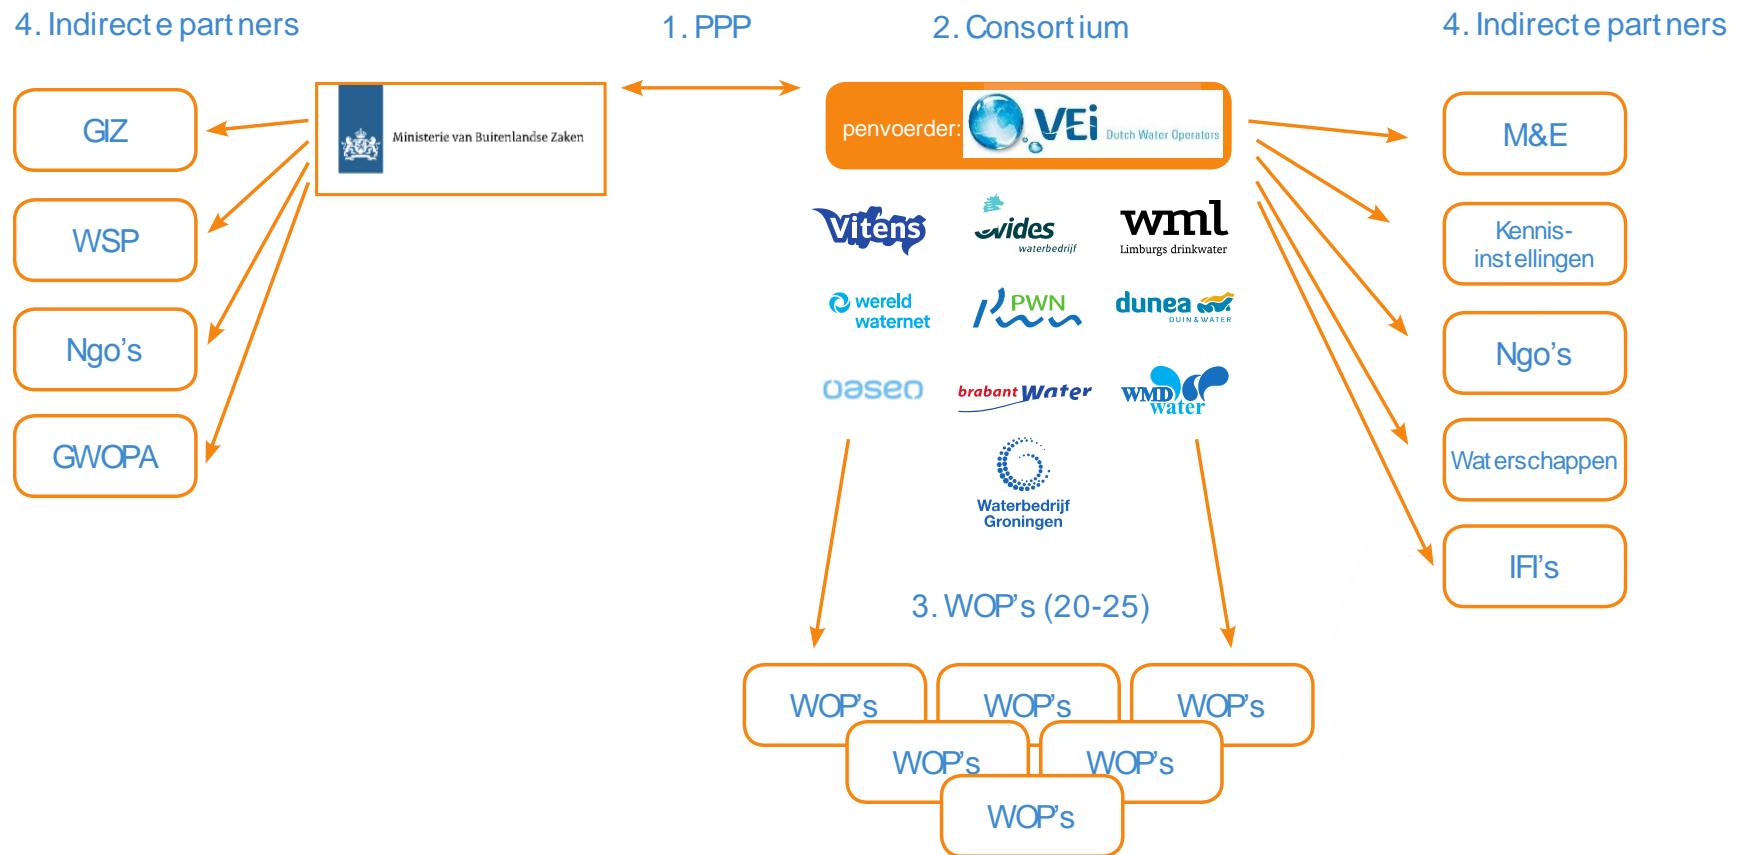 4. Indirecte partners
1. PPP
2. Consortium
4. Indirecte partners
GIZ
WSP
Ngo's
GWOPA
Ministerie van Buitenlandse Zaken
penvoerder:
VEi
Dutch Water Operators
Vitens
evides
waterbedrijf
wml
Limburgs drinkwater
wereld
waternet
PWN
dunea
DUIN & WATER
oasen
brabant Water
WMD
water
Waterbedrijf
Groningen
M&E
Kennis-
instellingen
Ngo's
Waterschappen
IFI's
3. WOP's (20-25)
WOP's
WOP's
WOP's
WOP's
WOP's
WOP's